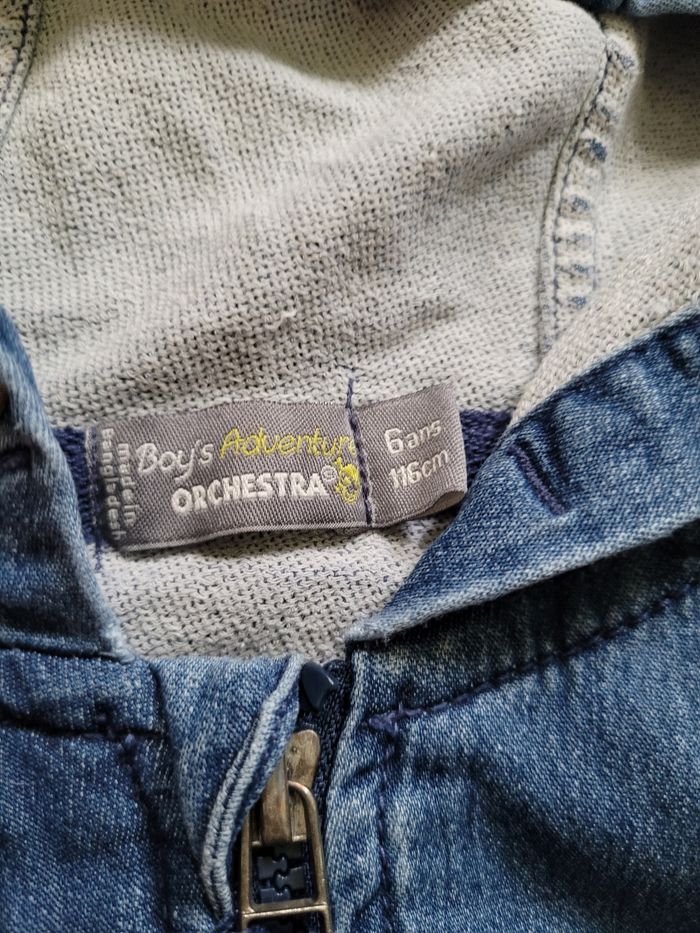 made in
bangladesh
Boy's Adventure
ORCHESTRA®
6ans
116cm